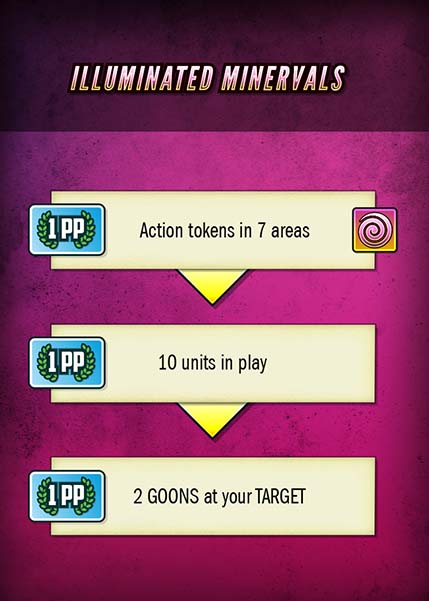 ILLUMINATED MINERVALS
1 PP
Action tokens in 7 areas
1 PP
10 units in play
1 PP
2 GOONS at your TARGET